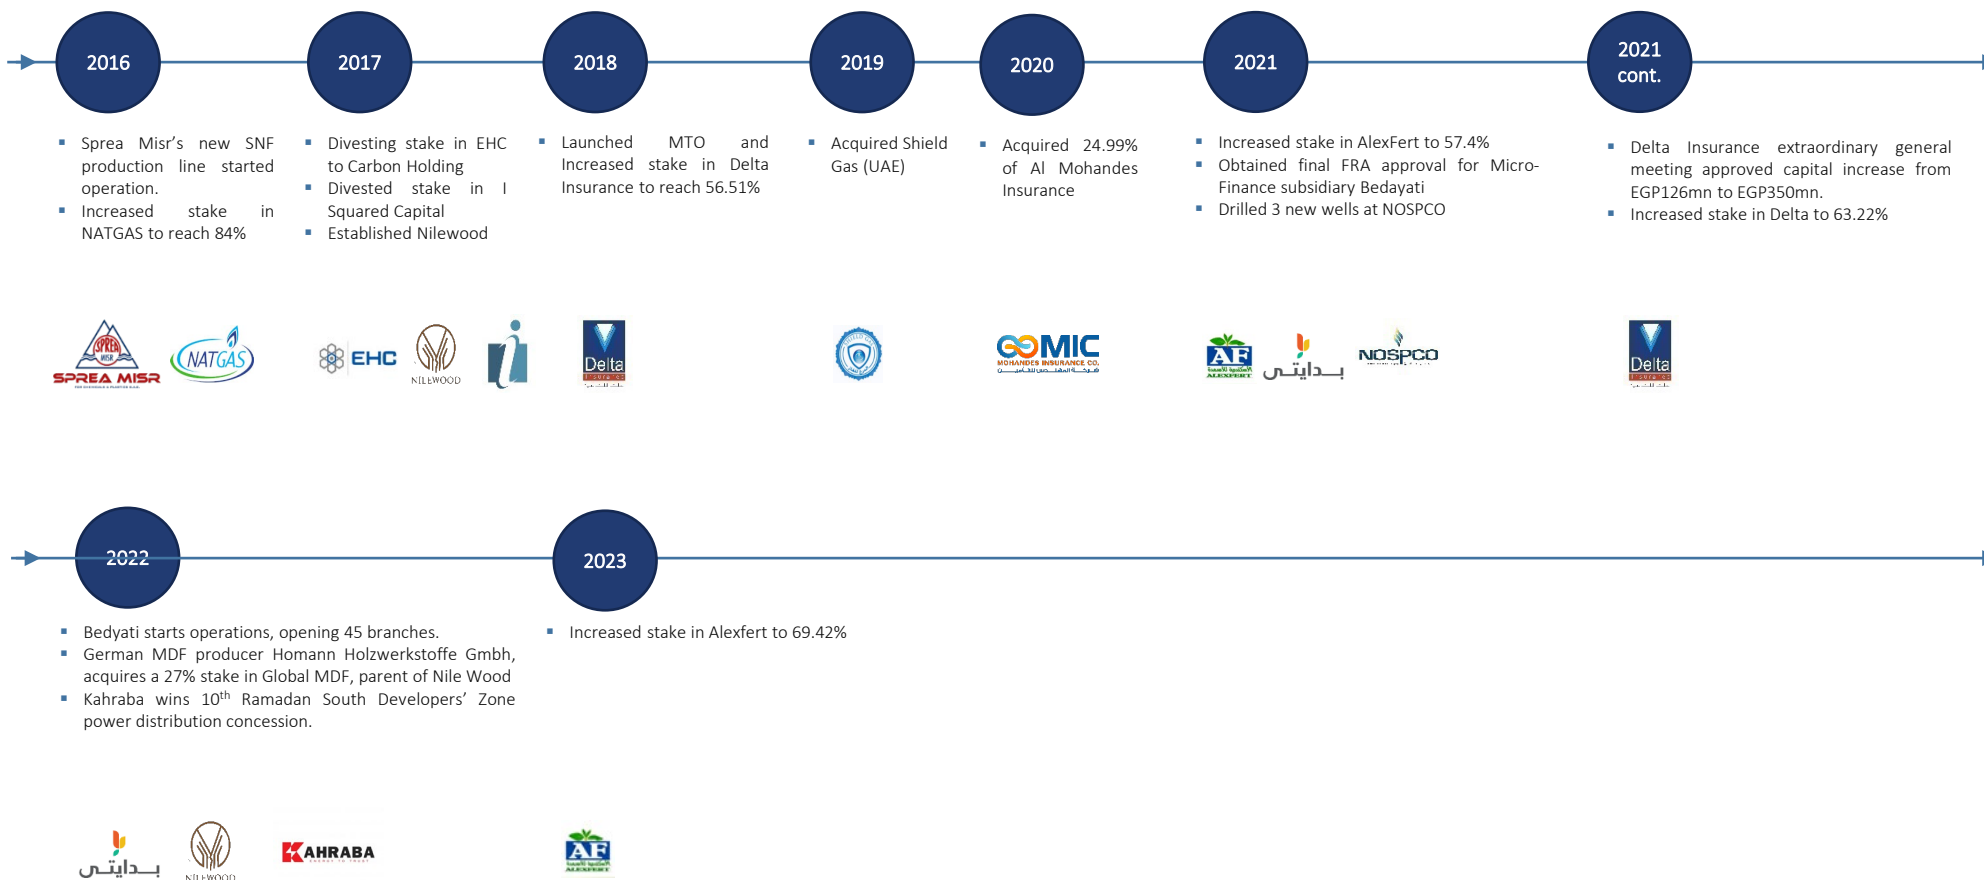 2016
▪ Sprea Misr’s new SNF
production line started
operation.
▪ Increased stake in
NATGAS to reach 84%
2017
▪ Divesting stake in EHC
to Carbon Holding
▪ Divested stake in I
Squared Capital
▪ Established Nilewood
2018
▪ Launched MTO and
Increased stake in Delta
Insurance to reach 56.51%
2019
▪ Acquired Shield
Gas (UAE)
2020
▪ Acquired 24.99%
of Al Mohandes
Insurance
2021
▪ Increased stake in AlexFert to 57.4%
▪ Obtained final FRA approval for Micro-
Finance subsidiary Bedayati
▪ Drilled 3 new wells at NOSPCO
2021
cont.
▪ Delta Insurance extraordinary general
meeting approved capital increase from
EGP126mn to EGP350mn.
▪ Increased stake in Delta to 63.22%
SPREA
MISR
SPREA MISR
NATGAS
EHC
NILEWOOD
Delta
insurance
MIC
MOHANDES INSURANCE CO.
AF
ALEXFERT
بـــدايتــى
NOSPCO
Delta
insurance
2022
▪ Bedyati starts operations, opening 45 branches.
▪ German MDF producer Homann Holzwerkstoffe Gmbh,
acquires a 27% stake in Global MDF, parent of Nile Wood
▪ Kahraba wins 10th Ramadan South Developers’ Zone
power distribution concession.
2023
▪ Increased stake in Alexfert to 69.42%
بـــدايتــى
NILEWOOD
KAHRABA
AF
ALEXFERT